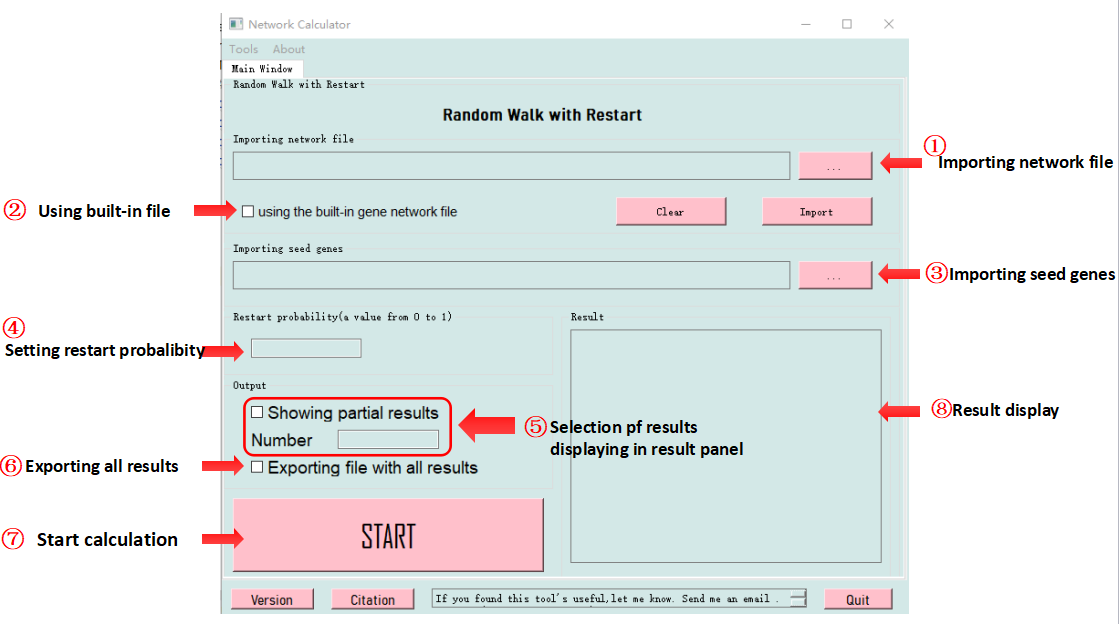 Network Calculator
Tools About
Main Window
Random Walk with Restart
Random Walk with Restart
Importing network file
...
① Importing network file
② Using built-in file
using the built-in gene network file
Clear
Import
Importing seed genes
...
③Importing seed genes
④
Setting restart probalibity
Restart probability(a value from 0 to 1)
Result
Output
Showing partial results
Number
⑤ Selection pf results
displaying in result panel
⑧Result display
⑥ Exporting all results
Exporting file with all results
⑦ Start calculation
START
Version
Citation
If you found this tool's useful,let me know. Send me an email .
Quit